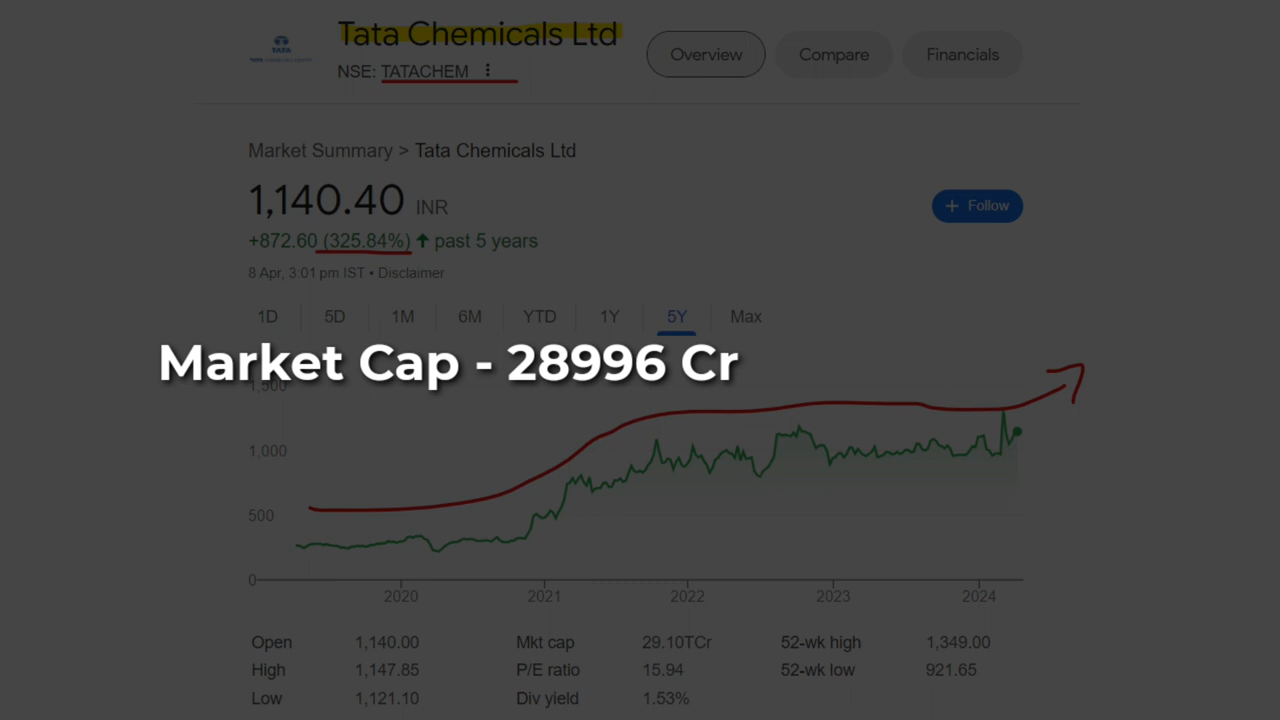 Tata Chemicals Ltd
NSE: TATACHEM
Overview
Compare
Financials
TATA
Market Summary > Tata Chemicals Ltd
1,140.40 INR
+ Follow
+872.60 (325.84%) ↑ past 5 years
8 Apr, 3:01 pm IST • Disclaimer
1D 5D 1M 6M YTD 1Y 5Y Max
Market Cap - 28996 Cr
1,500
1,000
500
0
2020 2021 2022 2023 2024
Open 1,140.00 Mkt cap 29.10TCr 52-wk high 1,349.00
High 1,147.85 P/E ratio 15.94 52-wk low 921.65
Low 1,121.10 Div yield 1.53%